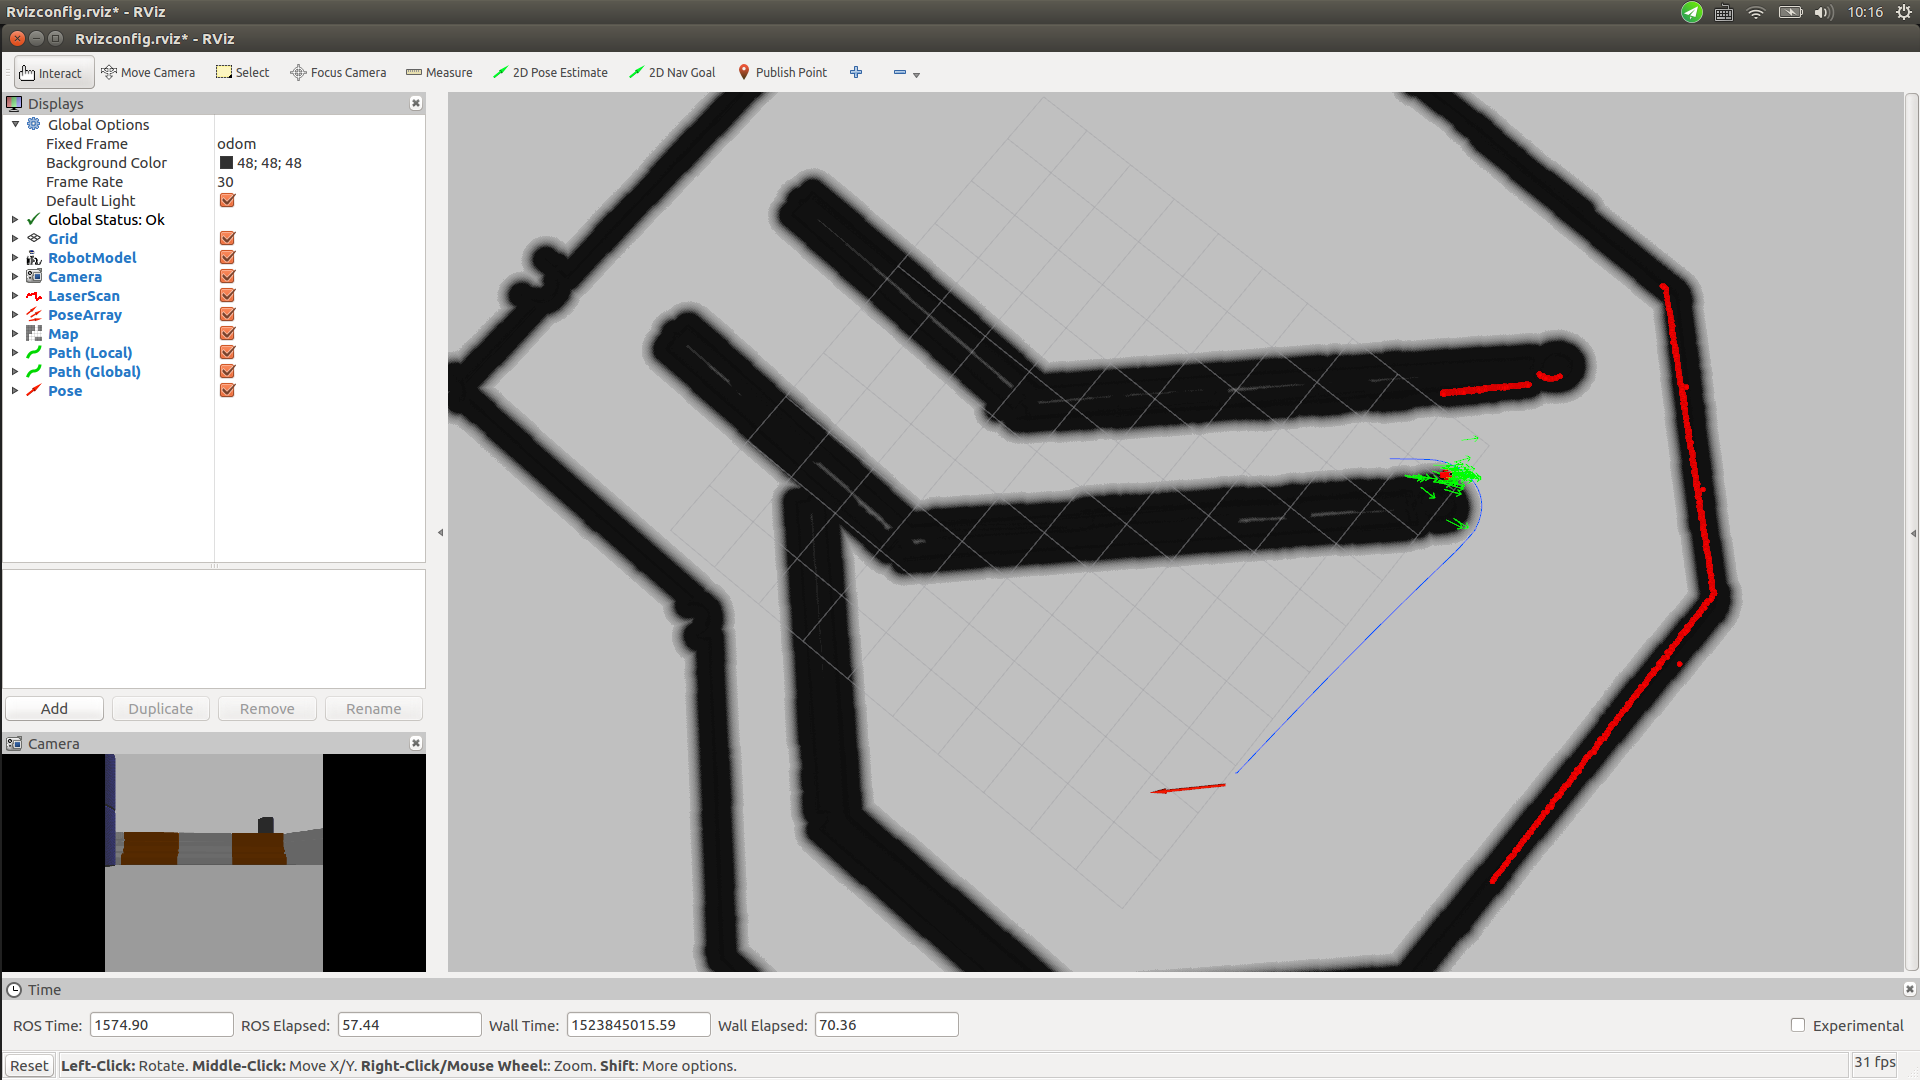 Rvizconfig.rviz* - RViz
10:16
Rvizconfig.rviz* - RViz
Interact Move Camera Select Focus Camera Measure 2D Pose Estimate 2D Nav Goal Publish Point
Displays
Global Options
Fixed Frame odom
Background Color 48; 48; 48
Frame Rate 30
Default Light
Global Status: Ok
Grid
RobotModel
Camera
LaserScan
PoseArray
Map
Path (Local)
Path (Global)
Pose
Add Duplicate Remove Rename
Camera
Time
ROS Time: 1574.90 ROS Elapsed: 57.44 Wall Time: 1523845015.59 Wall Elapsed: 70.36 Experimental
Reset Left-Click: Rotate. Middle-Click: Move X/Y. Right-Click/Mouse Wheel:: Zoom. Shift: More options. 31 fps